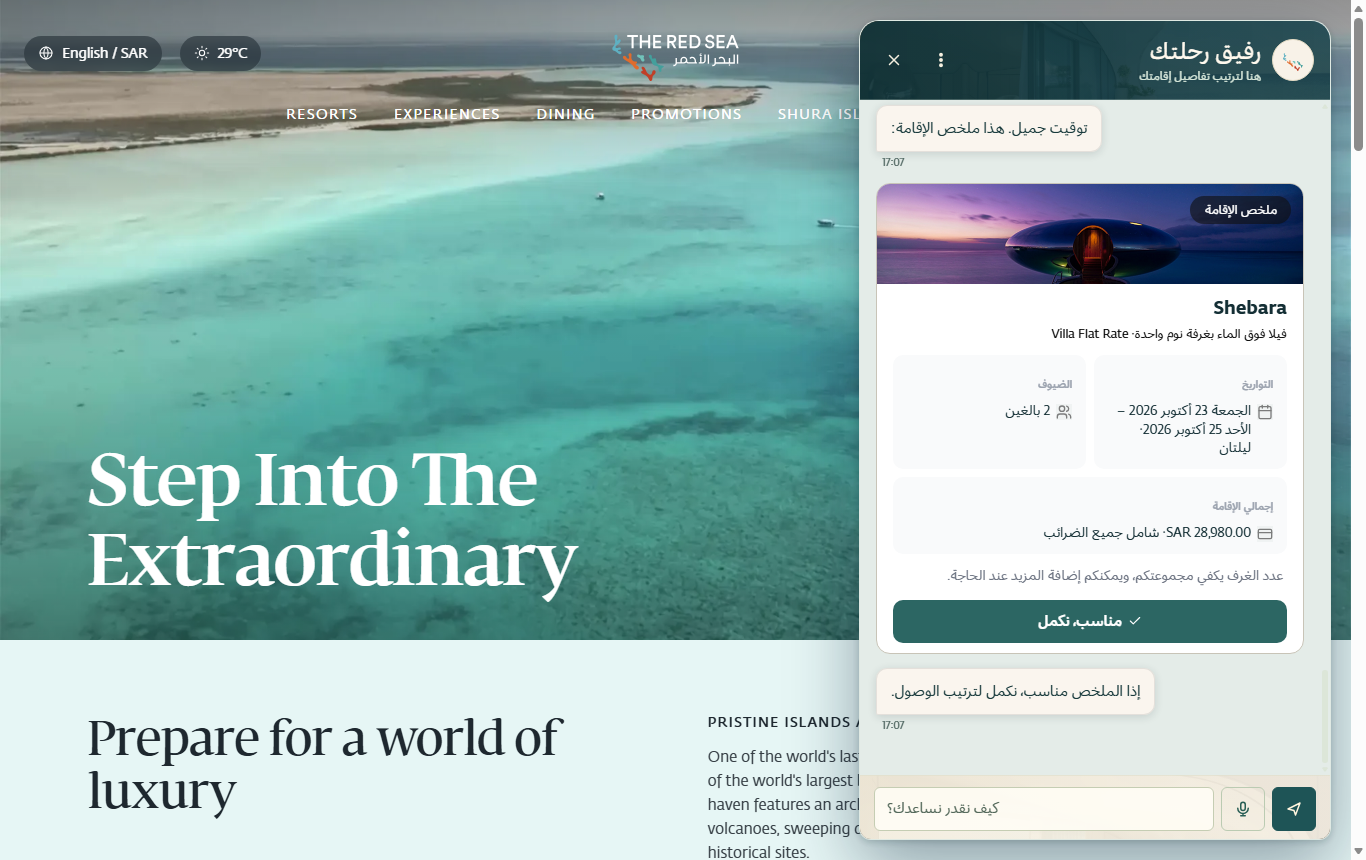 English / SAR
29°C
THE RED SEA
البحر الأحمر
RESORTS
EXPERIENCES
DINING
PROMOTIONS
SHURA ISL
Step Into The
Extraordinary
Prepare for a world of
luxury
PRISTINE ISLANDS
One of the world's las
of the world's largest
haven features an arc
volcanoes, sweeping
historical sites.
رفيق رحلتك
هنا لترتيب تفاصيل إقامتك
توقيت جميل. هذا ملخص الإقامة:
17:07
ملخص الإقامة
Shebara
فيلا فوق الماء بغرفة نوم واحدة· Villa Flat Rate
التواريخ
الجمعة 23 أكتوبر 2026 –
الأحد 25 أكتوبر 2026·
ليلتان
الضيوف
2 بالغين
إجمالي الإقامة
SAR 28,980.00· شامل جميع الضرائب
عدد الغرف يكفي مجموعتكم، ويمكنكم إضافة المزيد عند الحاجة.
مناسب، نكمل
إذا الملخص مناسب، نكمل لترتيب الوصول.
17:07
كيف نقدر نساعدك؟